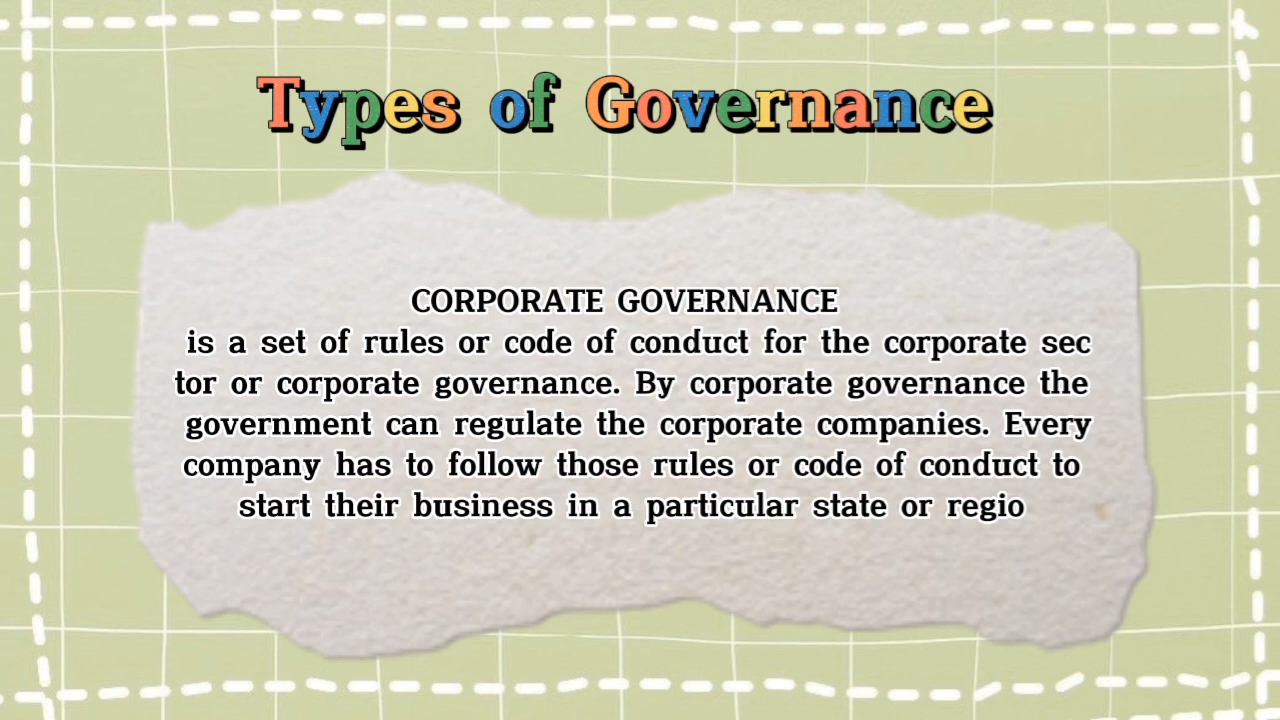 Types of Governance
CORPORATE GOVERNANCE
is a set of rules or code of conduct for the corporate sec
tor or corporate governance. By corporate governance the
government can regulate the corporate companies. Every
company has to follow those rules or code of conduct to
start their business in a particular state or regio